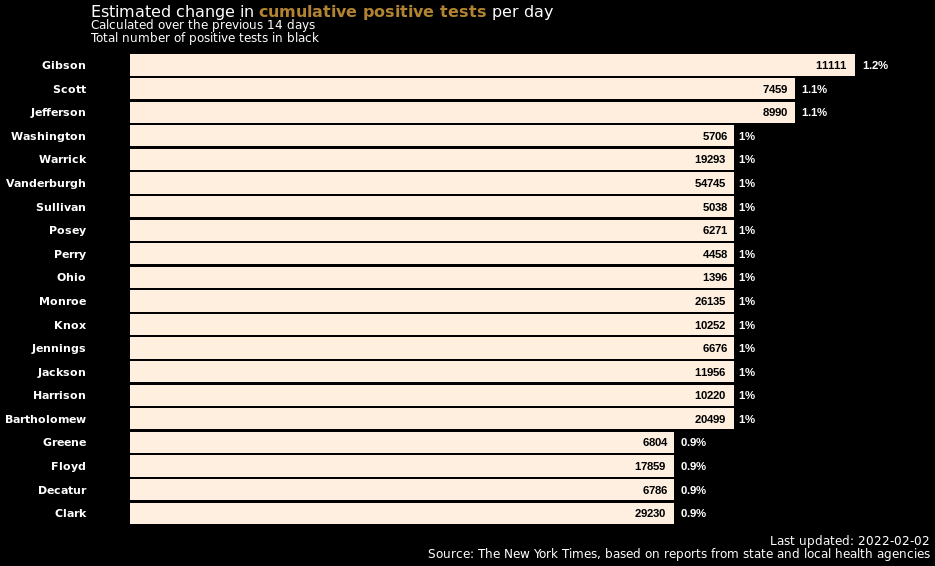 Estimated change in cumulative positive tests per day
Calculated over the previous 14 days
Total number of positive tests in black
Gibson 11111 1.2%
Scott 7459 1.1%
Jefferson 8990 1.1%
Washington 5706 1%
Warrick 19293 1%
Vanderburgh 54745 1%
Sullivan 5038 1%
Posey 6271 1%
Perry 4458 1%
Ohio 1396 1%
Monroe 26135 1%
Knox 10252 1%
Jennings 6676 1%
Jackson 11956 1%
Harrison 10220 1%
Bartholomew 20499 1%
Greene 6804 0.9%
Floyd 17859 0.9%
Decatur 6786 0.9%
Clark 29230 0.9%
Last updated: 2022-02-02
Source: The New York Times, based on reports from state and local health agencies